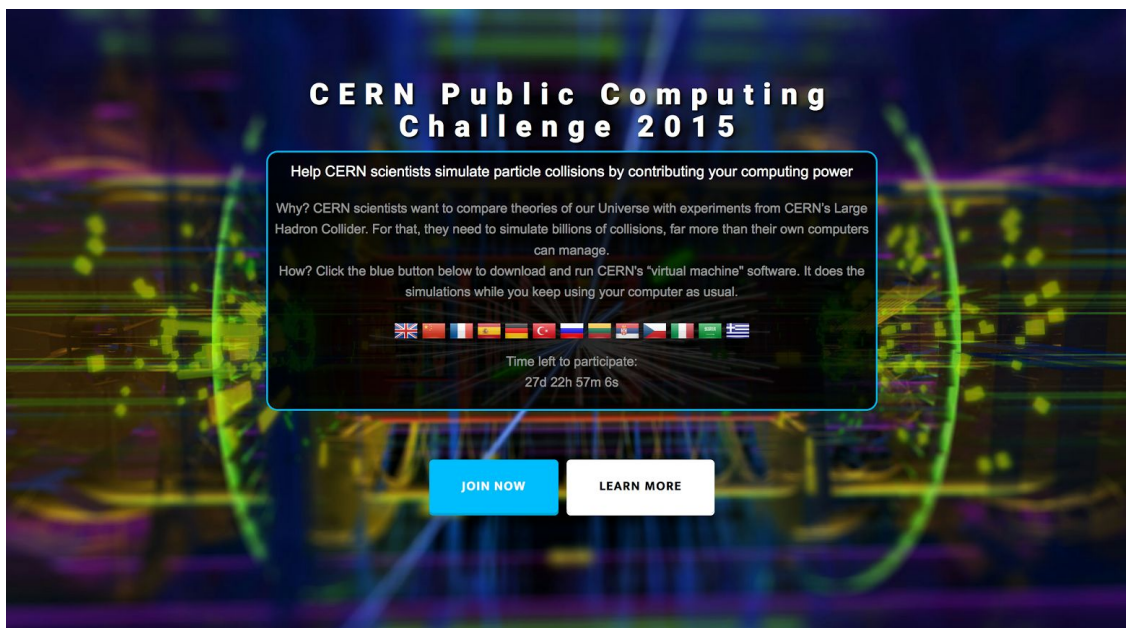 CERN Public Computing
Challenge 2015
Help CERN scientists simulate particle collisions by contributing your computing power
Why? CERN scientists want to compare theories of our Universe with experiments from CERN's Large
Hadron Collider. For that, they need to simulate billions of collisions, far more than their own computers
can manage.
How? Click the blue button below to download and run CERN's "virtual machine" software. It does the
simulations while you keep using your computer as usual.
Time left to participate:
27d 22h 57m 6s
JOIN NOW
LEARN MORE